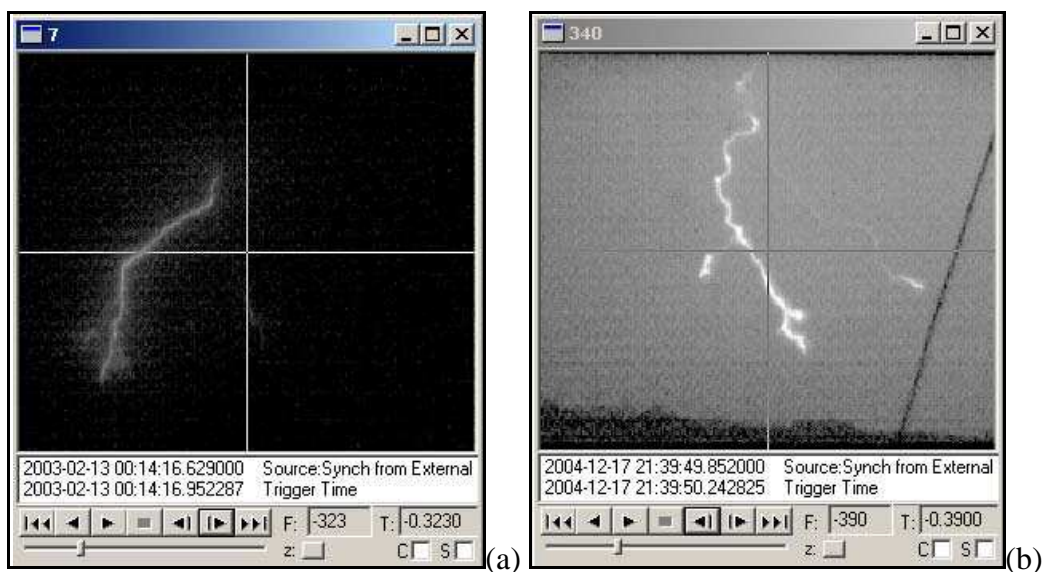 7
2003-02-13 00:14:16.629000 Source:Synch from External
2003-02-13 00:14:16.952287 Trigger Time
F: -323 T: -0.3230
z: C S
(a)
340
2004-12-17 21:39:49.852000 Source:Synch from External
2004-12-17 21:39:50.242825 Trigger Time
F: -390 T: -0.3900
z: C S
(b)